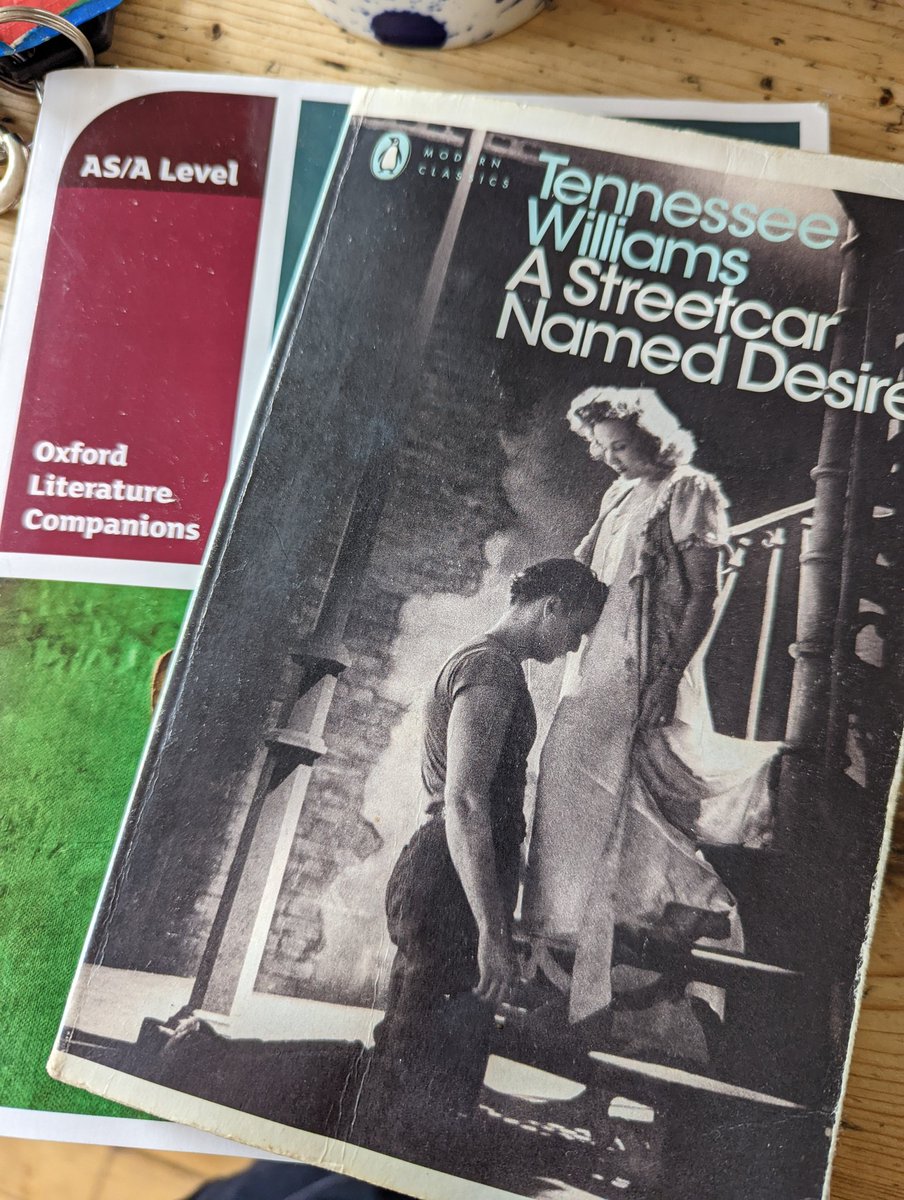 AS/A Level
Oxford
Literature
Companions
MODERN
CLASSICS
Tennessee
Williams
A Streetcar
Named Desire